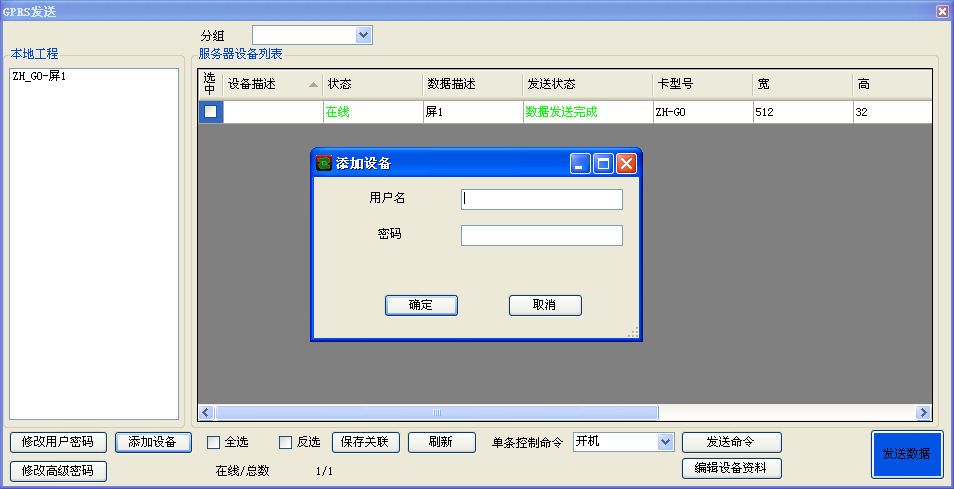 GPRS发送
分组
本地工程
服务器设备列表
ZH_G0-屏1
选中 设备描述 状态 数据描述 发送状态 卡型号 宽 高
在线 屏1 数据发送完成 ZH-G0 512 32
添加设备
用户名
密码
确定 取消
修改用户密码 添加设备 全选 反选 保存关联 刷新 单条控制命令 开机 发送命令 发送数据
修改高级密码 在线/总数 1/1 编辑设备资料